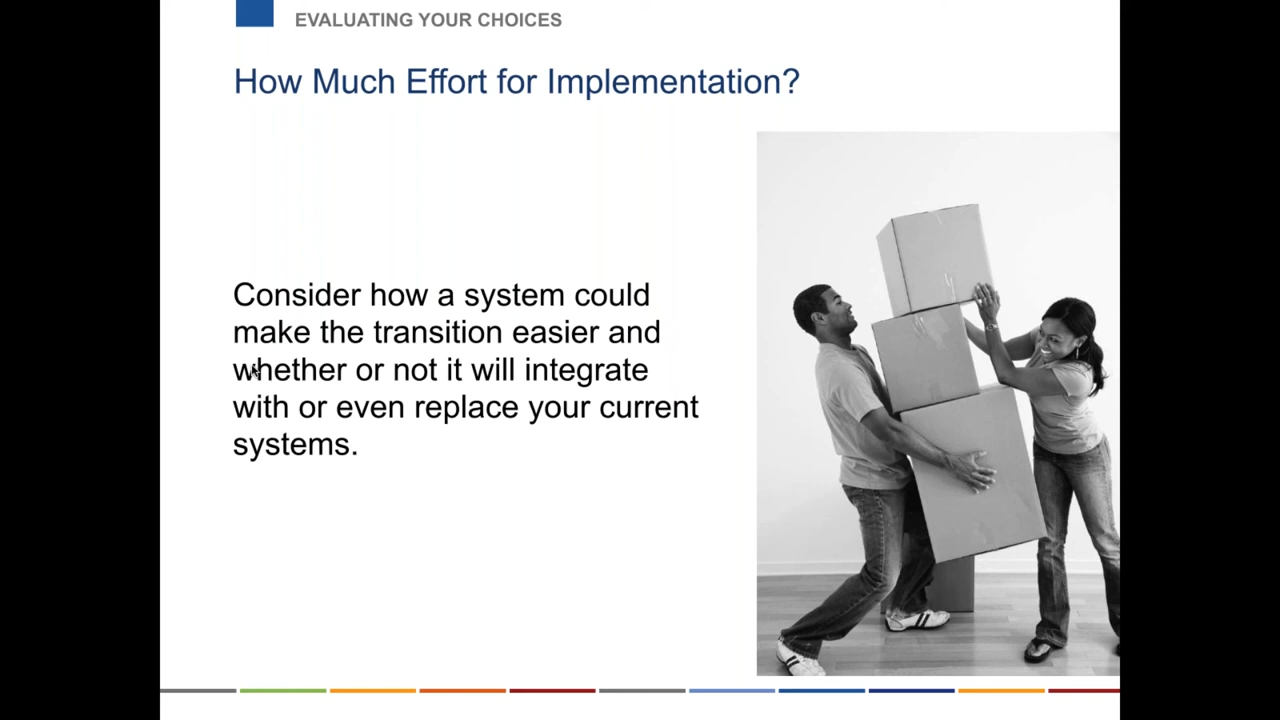 EVALUATING YOUR CHOICES
How Much Effort for Implementation?
Consider how a system could
make the transition easier and
whether or not it will integrate
with or even replace your current
systems.